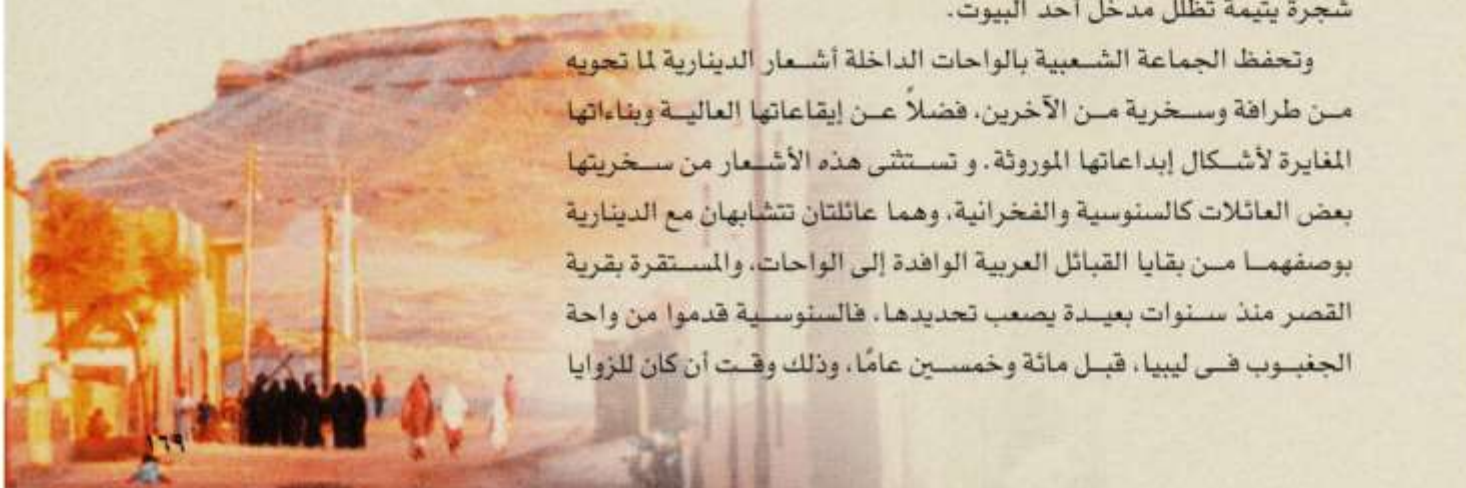 شجرة يتيمة تظلل مدخل أحد البيوت.
وتحفظ الجماعة الشعبية بالواحات الداخلة أشعار الدينارية لما تحويه
من طرافة وسخرية من الآخرين، فضلاً عن إيقاعاتها العالية وبناءاتها
المغايرة لأشكال إبداعاتها الموروثة. و تستثنى هذه الأشعار من سخريتها
بعض العائلات كالسنوسية والفخرانية، وهما عائلتان تتشابهان مع الدينارية
بوصفهما من بقايا القبائل العربية الوافدة إلى الواحات، والمستقرة بقرية
القصر منذ سنوات بعيدة يصعب تحديدها، فالسنوسية قدموا من واحة
الجغبوب فى ليبيا، قبل مائة وخمسين عامًا، وذلك وقت أن كان للزوايا
١٦٩